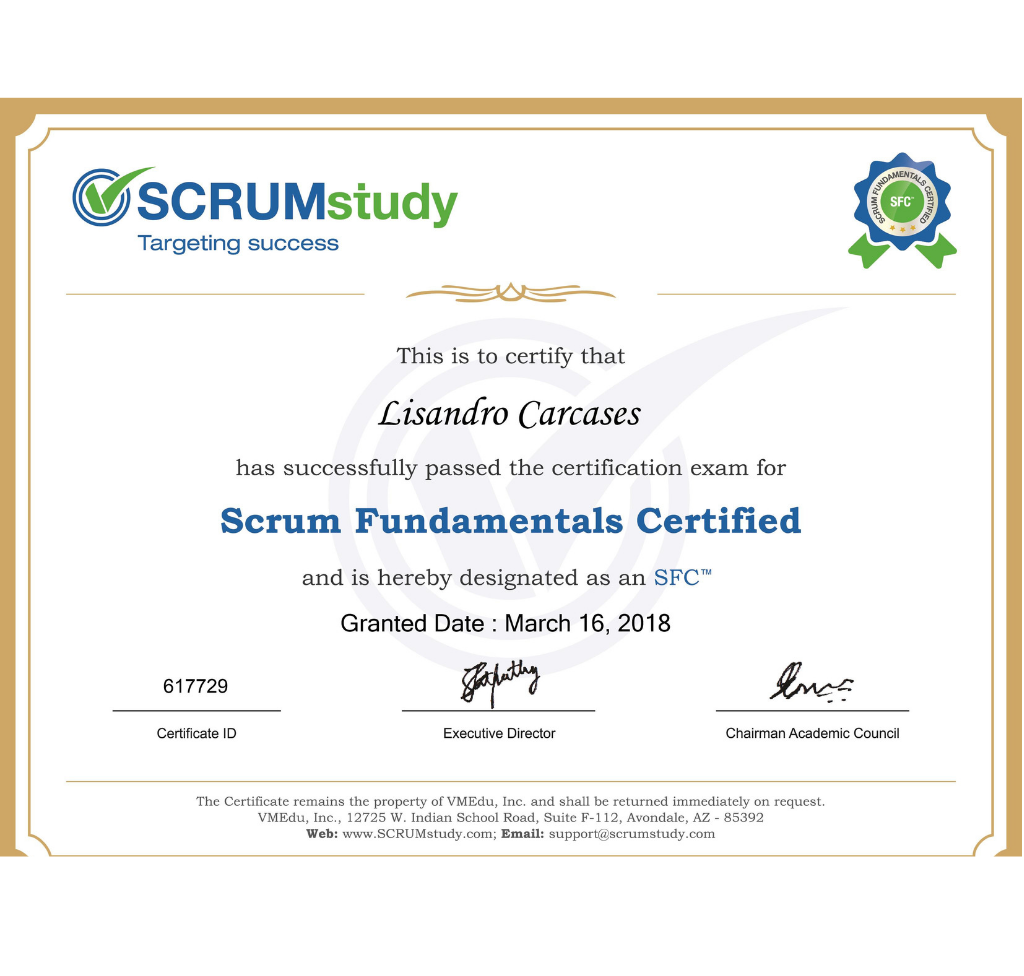 SCRUMstudy
Targeting success
SCRUM FUNDAMENTALS CERTIFIED
SFC™
This is to certify that
Lisandro Carcases
has successfully passed the certification exam for
Scrum Fundamentals Certified
and is hereby designated as an SFC™
Granted Date : March 16, 2018
617729
Certificate ID
Executive Director
Chairman Academic Council
The Certificate remains the property of VMEdu, Inc. and shall be returned immediately on request.
VMEdu, Inc., 12725 W. Indian School Road, Suite F-112, Avondale, AZ - 85392
Web: www.SCRUMstudy.com; Email: support@scrumstudy.com